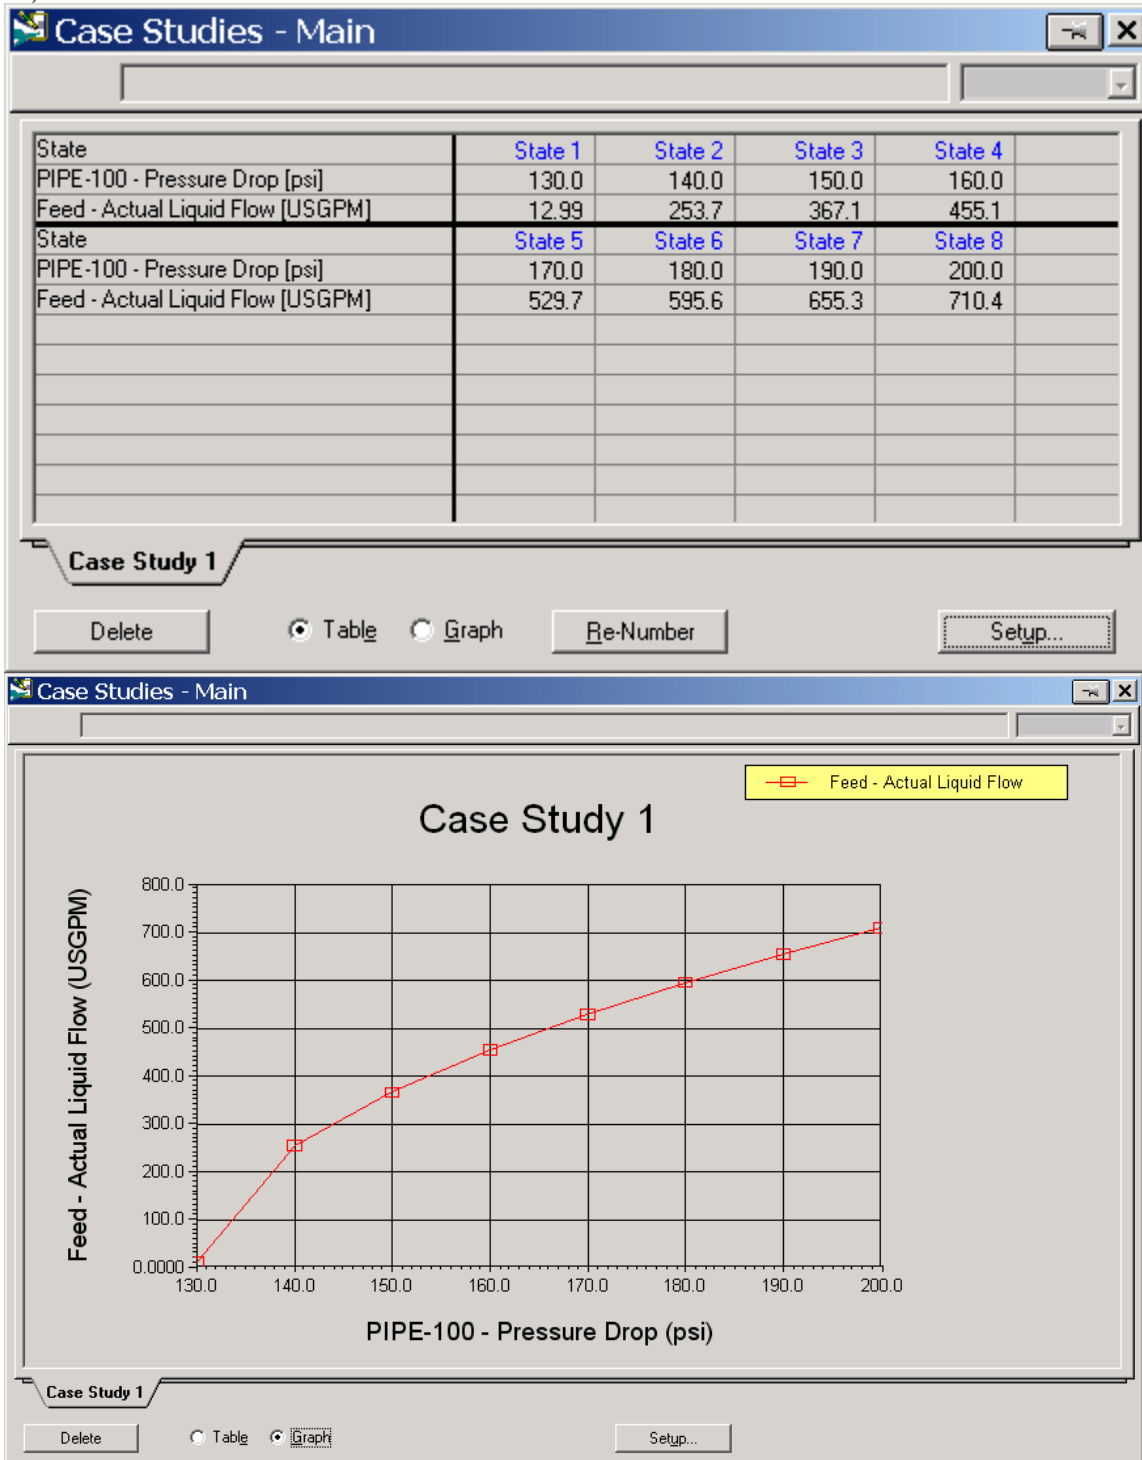 Case Studies - Main
State State 1 State 2 State 3 State 4
PIPE-100 - Pressure Drop [psi] 130.0 140.0 150.0 160.0
Feed - Actual Liquid Flow [USGPM] 12.99 253.7 367.1 455.1
State State 5 State 6 State 7 State 8
PIPE-100 - Pressure Drop [psi] 170.0 180.0 190.0 200.0
Feed - Actual Liquid Flow [USGPM] 529.7 595.6 655.3 710.4
Case Study 1
Delete Table Graph Re-Number Setup...
Case Studies - Main
Feed - Actual Liquid Flow
Case Study 1
Feed - Actual Liquid Flow (USGPM)
800.0
700.0
600.0
500.0
400.0
300.0
200.0
100.0
0.0000
130.0 140.0 150.0 160.0 170.0 180.0 190.0 200.0
PIPE-100 - Pressure Drop (psi)
Case Study 1
Delete Table Graph Setup...